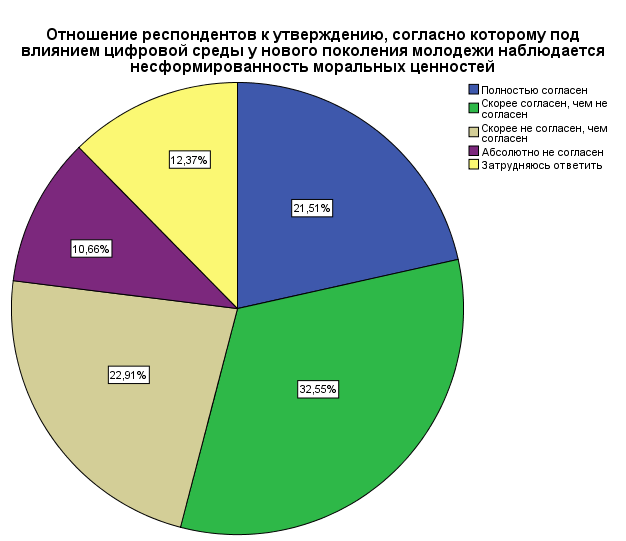 Отношение респондентов к утверждению, согласно которому под
влиянием цифровой среды у нового поколения молодежи наблюдается
несформированность моральных ценностей
Полностью согласен
Скорее согласен, чем не
согласен
Скорее не согласен, чем
согласен
Абсолютно не согласен
Затрудняюсь ответить
12,37%
21,51%
10,66%
22,91%
32,55%